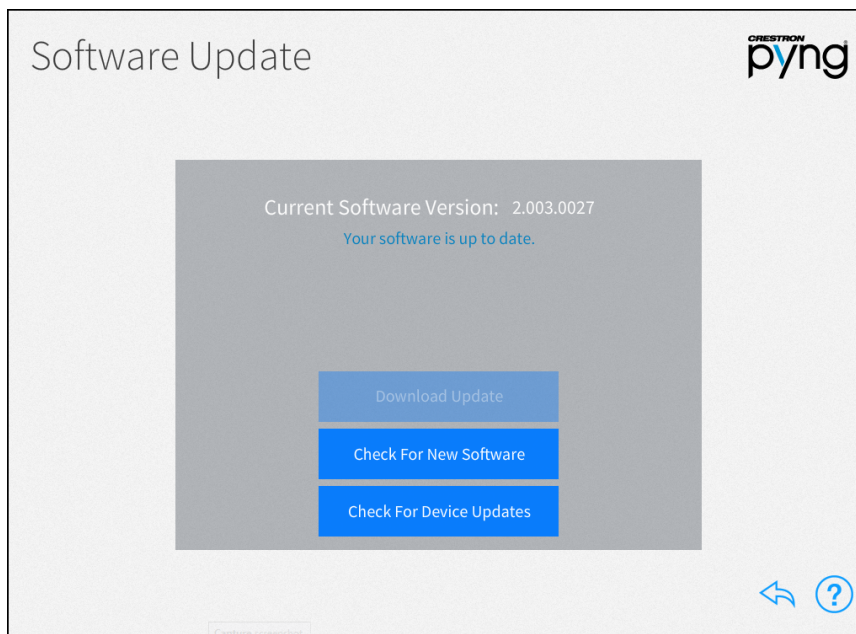 Software Update
CRESTRON
pyng
Current Software Version: 2.003.0027
Your software is up to date.
Download Update
Check For New Software
Check For Device Updates
?